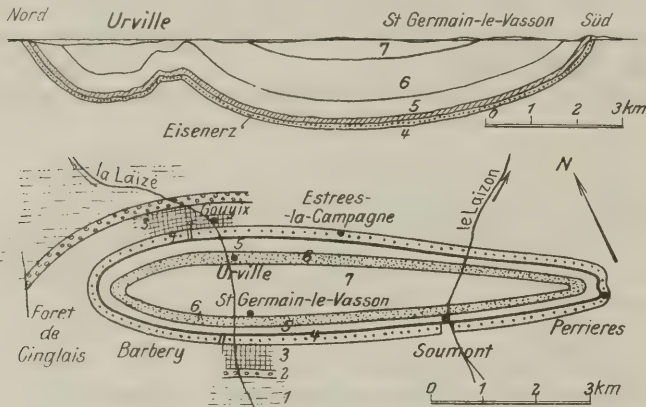 Nord Urville St Germain-le-Vasson Süd
7
6
5
Eisenerz 4
0 1 2 3km
la Laize
le Laizon
N
Gouvix
Estrees-
la-Campagne
3
4
5
Urville 6
7
St Germain-le-Vasson
6
5
4
Foret
de
Cinglais
Barbery
Soumont
Perrieres
3
2
1
0 1 2 3km